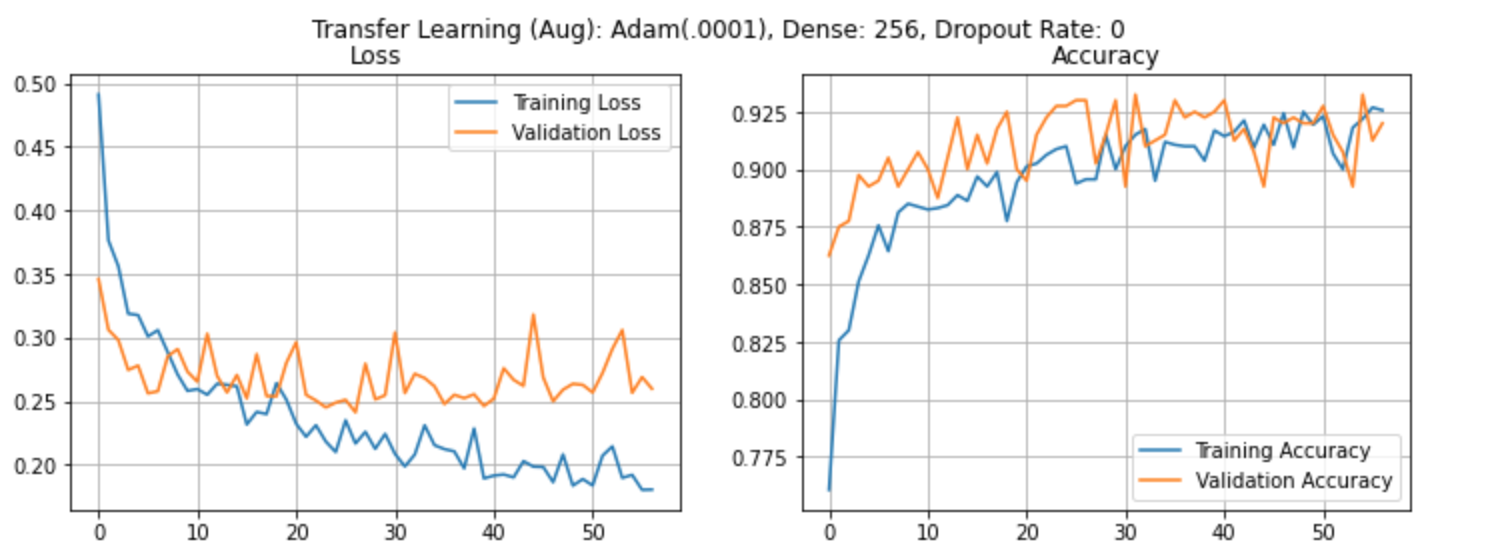 Transfer Learning (Aug): Adam(.0001), Dense: 256, Dropout Rate: 0
Loss
0.50
0.45
0.40
0.35
0.30
0.25
0.20
Training Loss
Validation Loss
0 10 20 30 40 50
Accuracy
0.925
0.900
0.875
0.850
0.825
0.800
0.775
Training Accuracy
Validation Accuracy
0 10 20 30 40 50